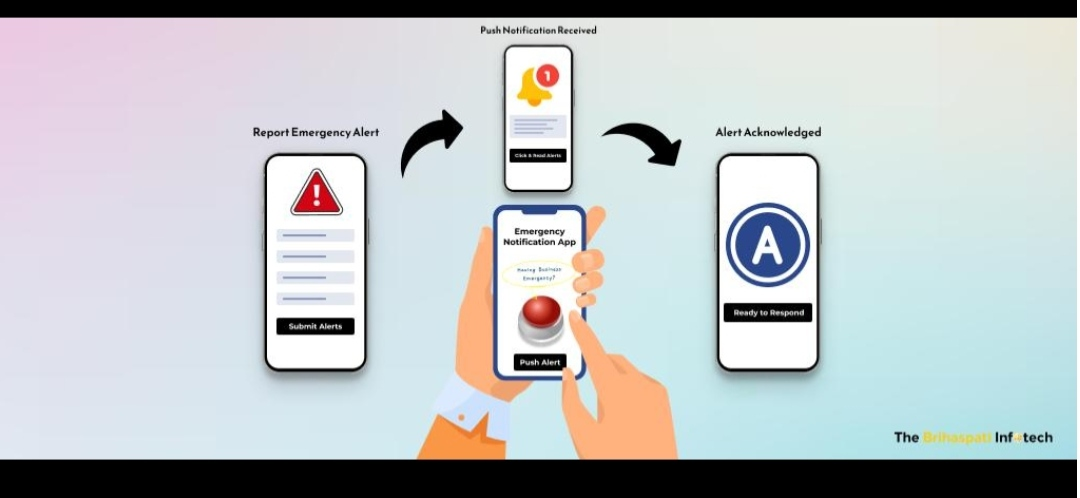 Push Notification Received
1
Click & Read Alerts
Report Emergency Alert
!
Submit Alerts
Emergency
Notification App
Having Business
Emergency?
Push Alert
Alert Acknowledged
A
Ready to Respond
The Brihaspati Infotech